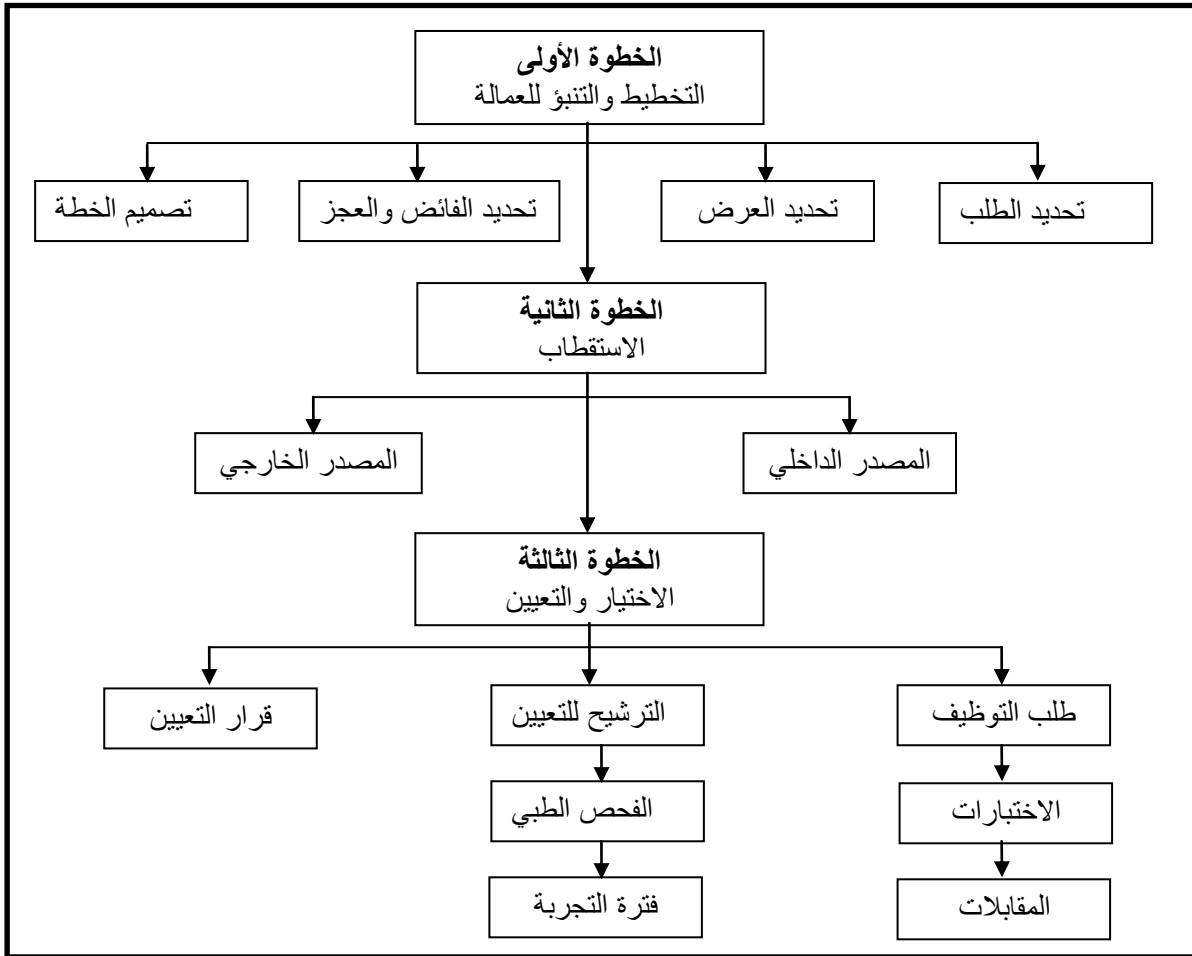 الخطوة الأولى
التخطيط والتنبؤ للعمالة
تحديد الطلب
تحديد العرض
تحديد الفائض والعجز
تصميم الخطة
الخطوة الثانية
الاستقطاب
المصدر الداخلي
المصدر الخارجي
الخطوة الثالثة
الاختيار والتعيين
طلب التوظيف
الترشيح للتعيين
قرار التعيين
الاختبارات
الفحص الطبي
المقابلات
فترة التجربة